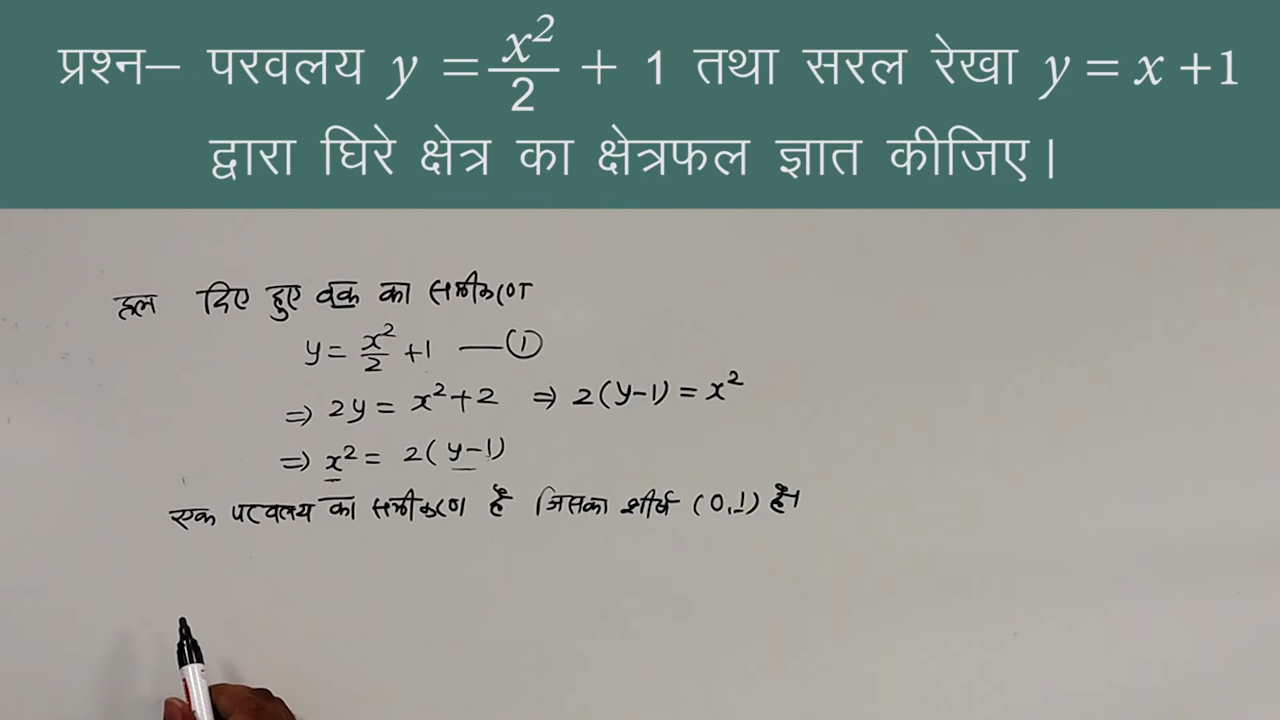 प्रश्न– परवलय y = x²/2 + 1 तथा सरल रेखा y = x +1
द्वारा घिरे क्षेत्र का क्षेत्रफल ज्ञात कीजिए।
हल दिए हुए वक्र का समीकरण
y = x²/2 +1 —①
⇒ 2y = x²+2 ⇒ 2(y-1) = x²
⇒ x² = 2(y-1)
एक परवलय का समीकरण है जिसका शीर्ष (0,1) है।